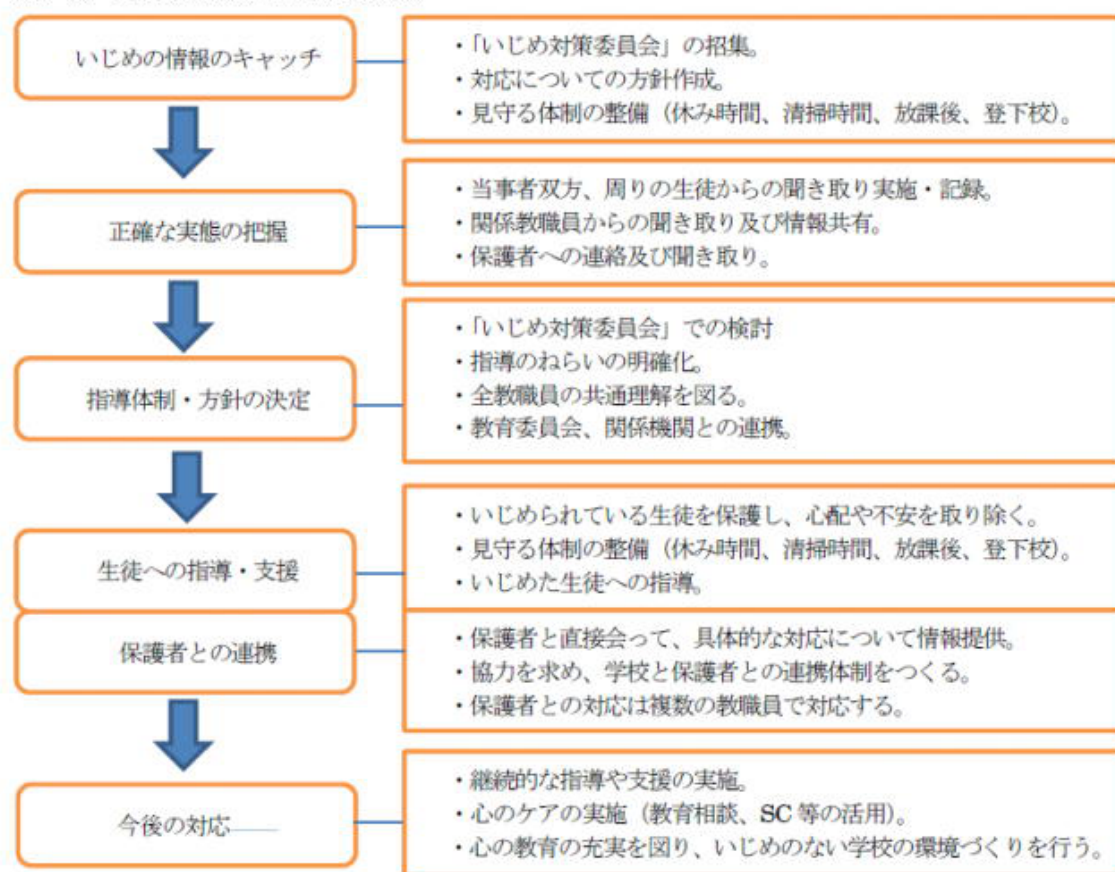 いじめの情報のキャッチ
・「いじめ対策委員会」の招集。
・対応についての方針作成。
・見守る体制の整備（休み時間、清掃時間、放課後、登下校）。
正確な実態の把握
・当事者双方、周りの生徒からの聞き取り実施・記録。
・関係教職員からの聞き取り及び情報共有。
・保護者への連絡及び聞き取り。
指導体制・方針の決定
・「いじめ対策委員会」での検討
・指導のねらいの明確化。
・全教職員の共通理解を図る。
・教育委員会、関係機関との連携。
生徒への指導・支援
・いじめられている生徒を保護し、心配や不安を取り除く。
・見守る体制の整備（休み時間、清掃時間、放課後、登下校）。
・いじめた生徒への指導。
保護者との連携
・保護者と直接会って、具体的な対応について情報提供。
・協力を求め、学校と保護者との連携体制をつくる。
・保護者との対応は複数の教職員で対応する。
今後の対応
・継続的な指導や支援の実施。
・心のケアの実施（教育相談、SC 等の活用）。
・心の教育の充実を図り、いじめのない学校の環境づくりを行う。